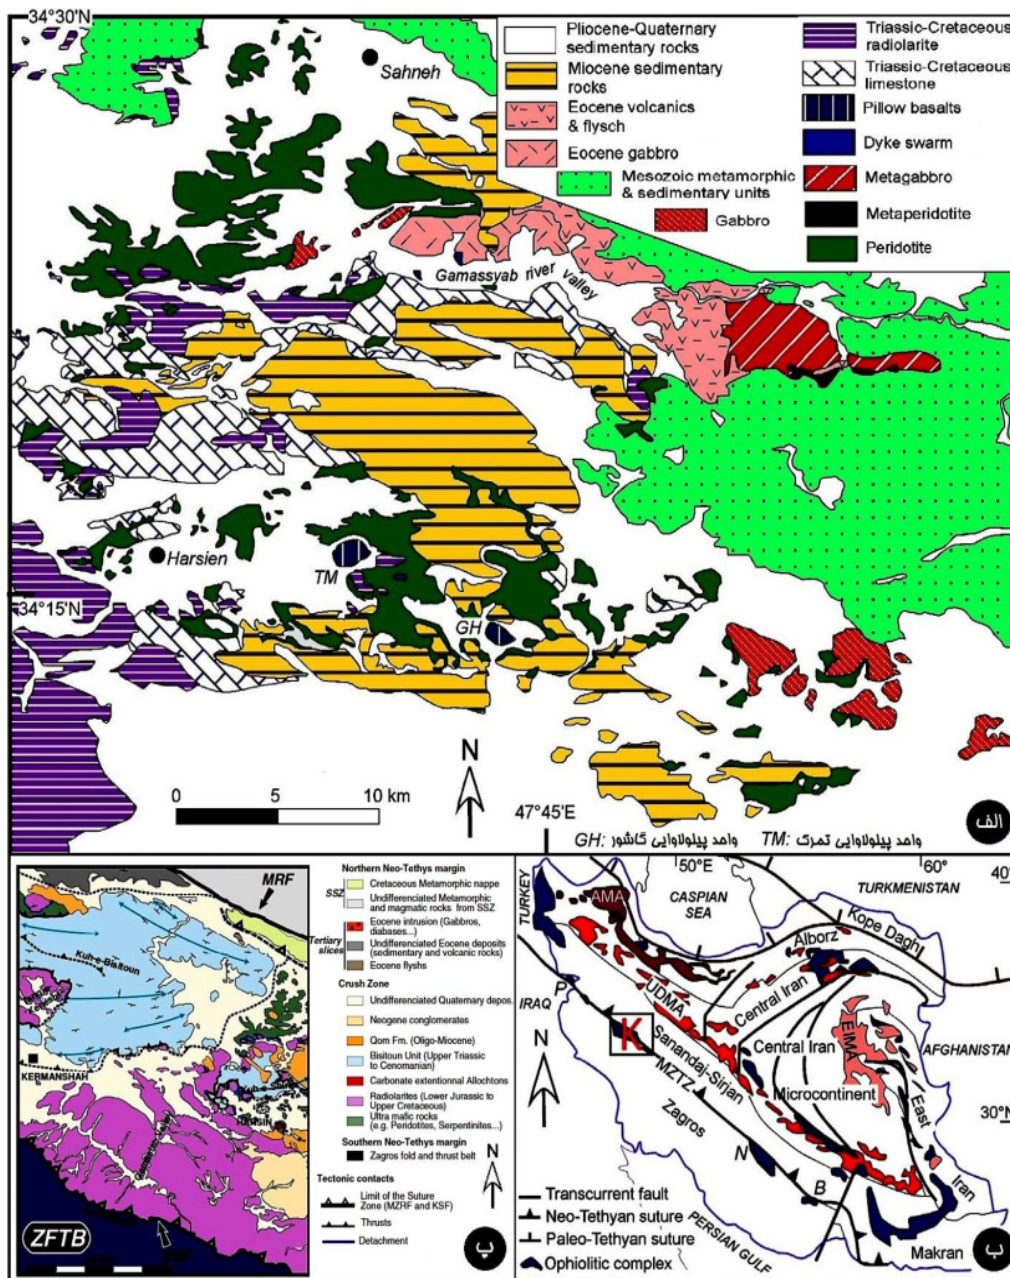 34°30'N
Sahneh
Pliocene-Quaternary
sedimentary rocks
Miocene sedimentary
rocks
Eocene volcanics
& flysch
Eocene gabbro
Mesozoic metamorphic
& sedimentary units
Gabbro
Triassic-Cretaceous
radiolarite
Triassic-Cretaceous
limestone
Pillow basalts
Dyke swarm
Metagabbro
Metaperidotite
Peridotite
Gamassyab river
valley
Harsien
TM
34°15'N
GH
N
0 5 10 km
47°45'E
الف
GH: واحد پیلولاوایی گاشور
TM: واحد پیلولاوایی تمرک
MRF
Kuh-e-Bisitoun
KERMANSHAH
HARSIN
KSF
ZFTB
Northern Neo-Tethys margin
SSZ
Cretaceous Metamorphic nappe
Undifferenciated Metamorphic
and magmatic rocks from SSZ
Tertiary
slices
Eocene intrusion (Gabbros,
diabases...)
Undifferenciated Eocene deposits
(sedimentary and volcanic rocks)
Eocene flyshs
Crush Zone
Undifferenciated Quaternary depos.
Neogene conglomerates
Qom Fm. (Oligo-Miocene)
Bisitoun Unit (Upper Triassic
to Cenomanian)
Carbonate extentionnal Allochtons
Radiolarites (Lower Jurassic to
Upper Cretaceous)
Ultra mafic rocks
(e.g. Peridotites, Serpentinites...)
Southern Neo-Tethys margin
Zagros fold and thrust belt
Tectonic contacts
Limit of the Suture
Zone (MZRF and KSF)
Thrusts
Detachment
N
پ
50°E
60°
40°
TURKEY
AMA
CASPIAN
SEA
TURKMENISTAN
Kope Dagh
Alborz
IRAQ
P
UDMA
Central Iran
K
Sanandaj-Sirjan
MZTZ
Zagros
Central Iran
Microcontinent
EIMA
AFGHANISTAN
30°N
East
Iran
N
N
B
PERSIAN GULF
Makran
Transcurrent fault
Neo-Tethyan suture
Paleo-Tethyan suture
Ophiolitic complex
ب